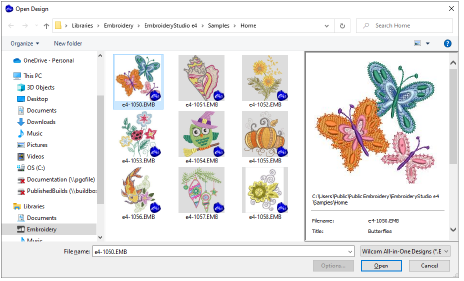 Open Design
Libraries > Embroidery > EmbroideryStudio e4 > Samples > Home
Search Home
Organize
New folder
OneDrive - Personal
This PC
3D Objects
Desktop
Documents
Downloads
Music
Pictures
Videos
OS (C:)
Documentation (\\pgofile)
PublishedBuilds (\\buildbox
Libraries
Documents
Embroidery
Music
e4-1050.EMB
e4-1051.EMB
e4-1052.EMB
e4-1053.EMB
e4-1054.EMB
e4-1055.EMB
e4-1056.EMB
e4-1057.EMB
e4-1058.EMB
C:\Users\Public\Public Embroidery\EmbroideryStudio e4
\Samples\Home
Filename: e4-1050.EMB
Title: Butterflies
File name: e4-1050.EMB
Wilcom All-in-One Designs (*.E
Options...
Open
Cancel